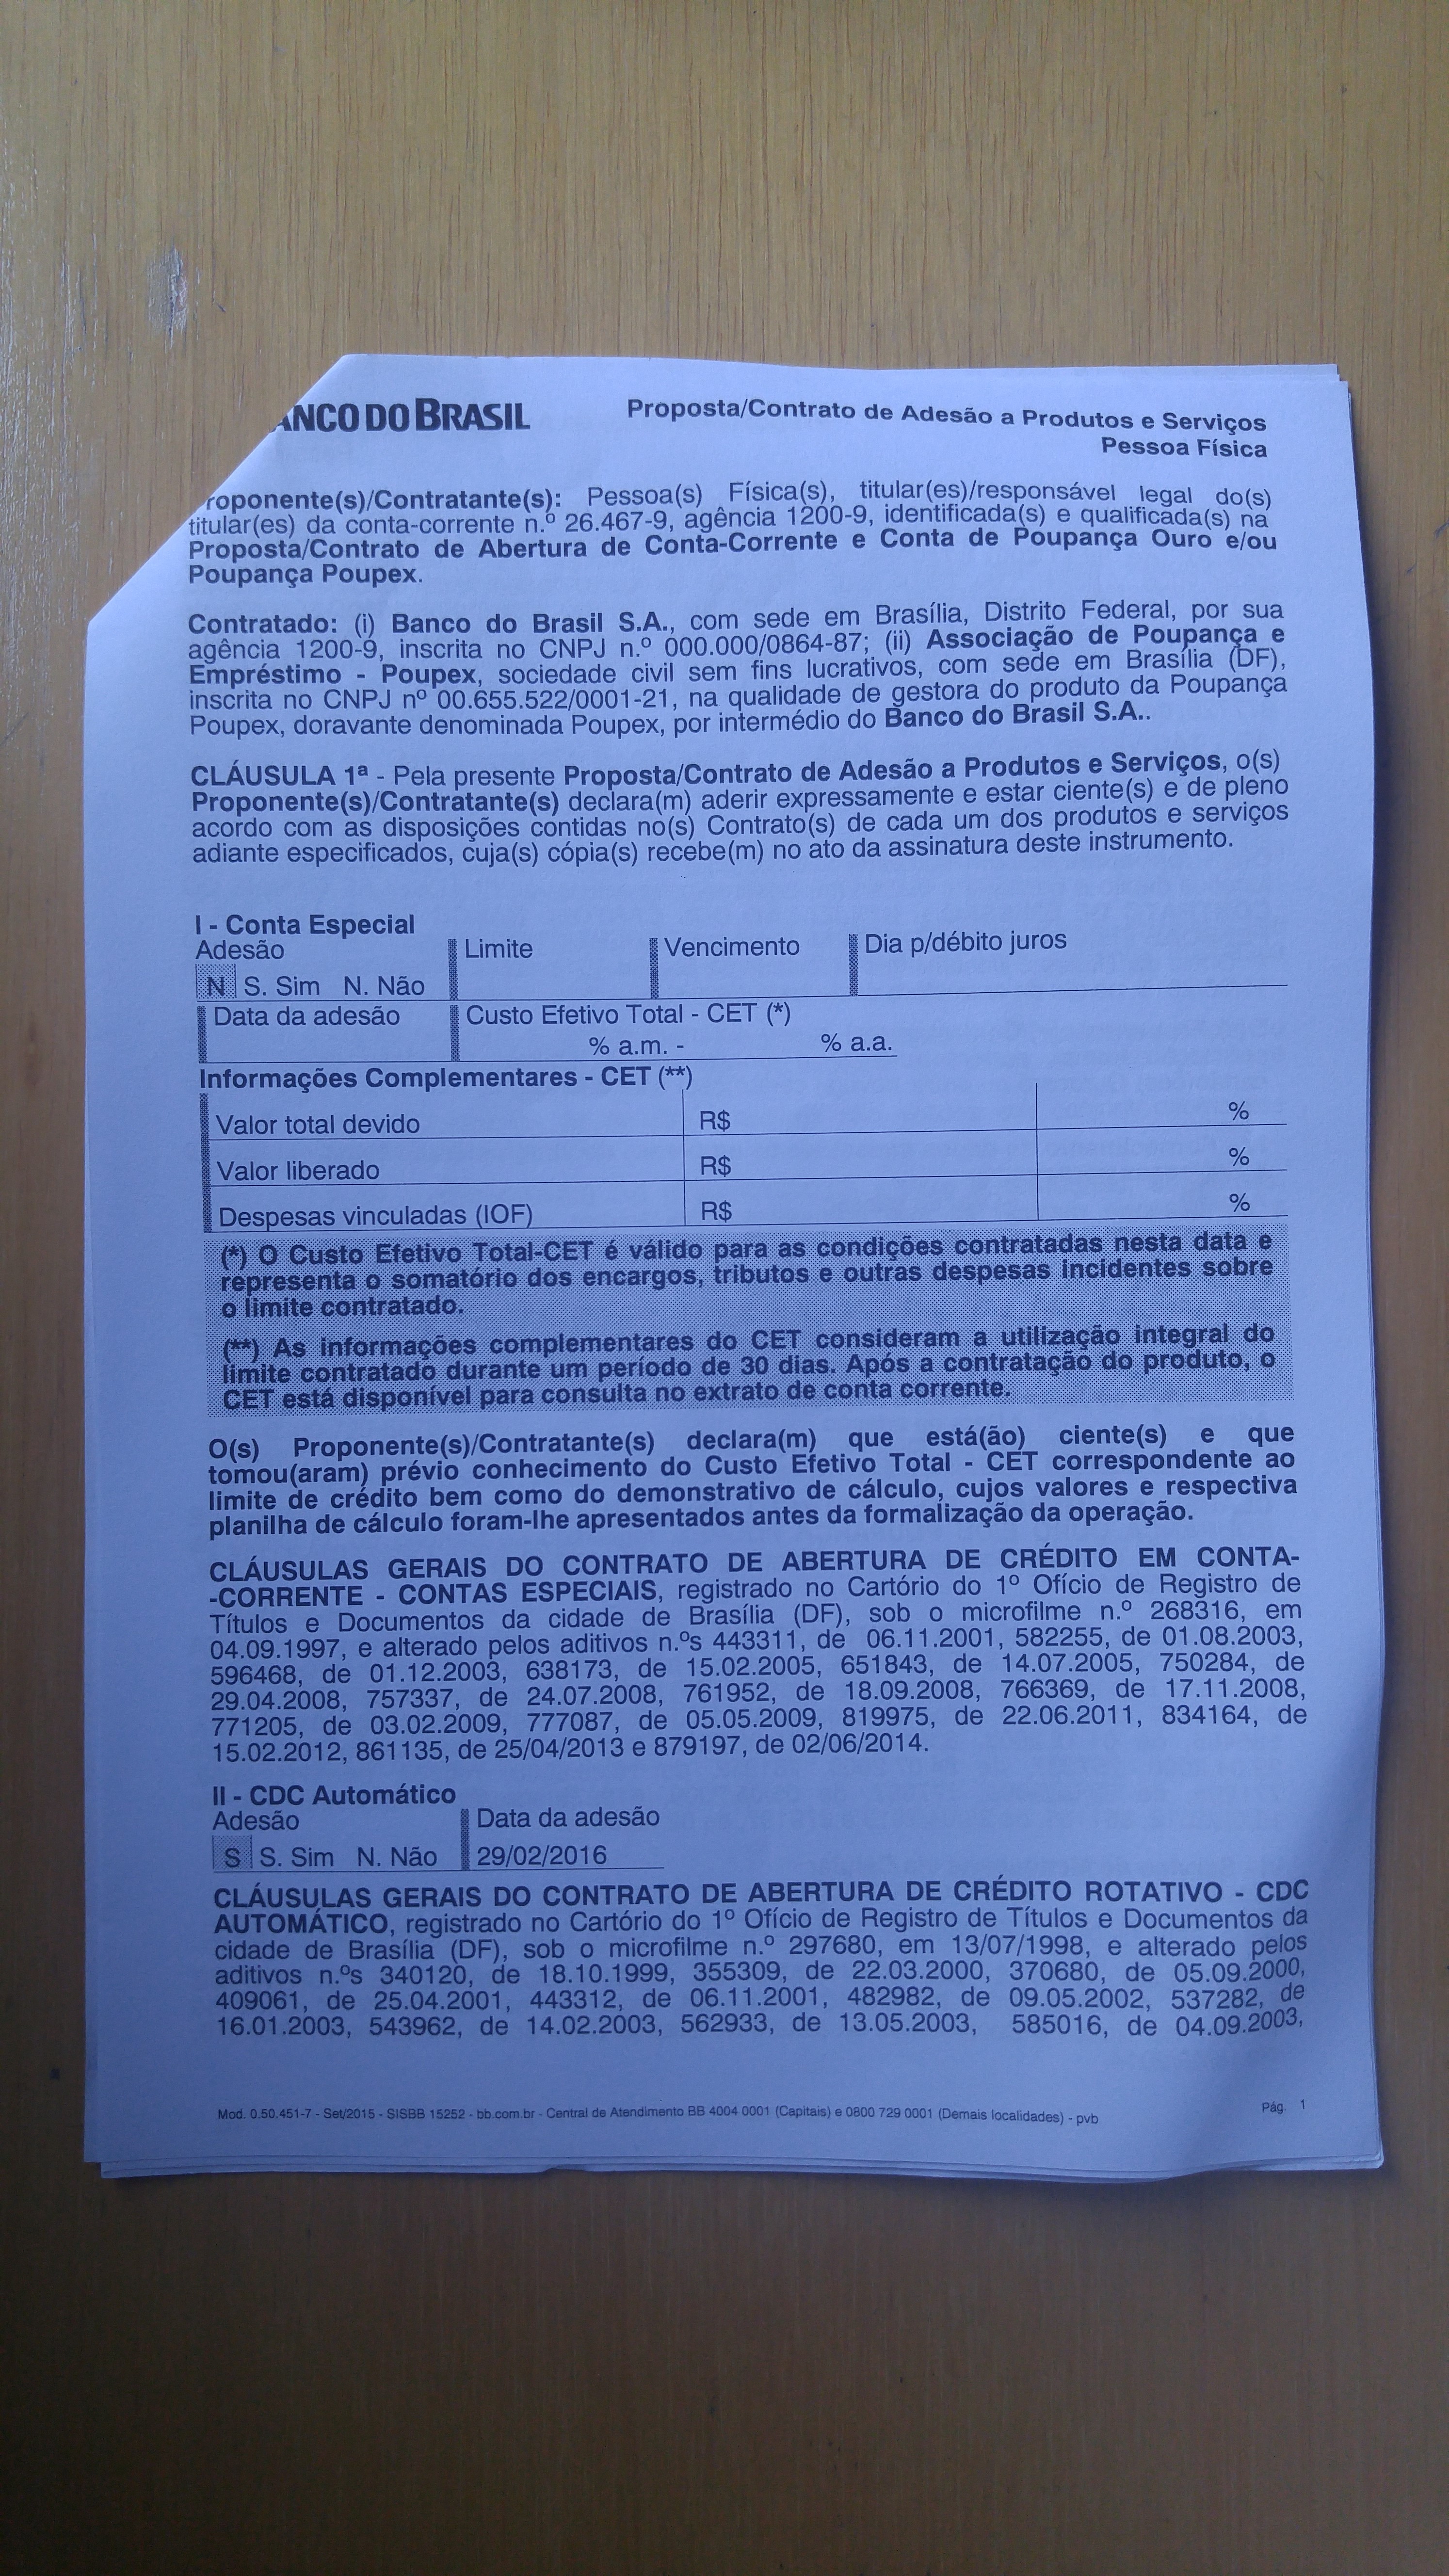 ANCO DO BRASIL
Proposta/Contrato de Adesão a Produtos e Serviços
Pessoa Física
roponente(s)/Contratante(s): Pessoa(s) Física(s), titular(es)/responsável legal do(s)
titular(es) da conta-corrente n.º 26.467-9, agência 1200-9, identificada(s) e qualificada(s) na
Proposta/Contrato de Abertura de Conta-Corrente e Conta de Poupança Ouro e/ou
Poupança Poupex.
Contratado: (i) Banco do Brasil S.A., com sede em Brasília, Distrito Federal, por sua
agência 1200-9, inscrita no CNPJ n.º 000.000/0864-87; (ii) Associação de Poupança e
Empréstimo - Poupex, sociedade civil sem fins lucrativos, com sede em Brasília (DF),
inscrita no CNPJ nº 00.655.522/0001-21, na qualidade de gestora do produto da Poupança
Poupex, doravante denominada Poupex, por intermédio do Banco do Brasil S.A..
CLÁUSULA 1ª - Pela presente Proposta/Contrato de Adesão a Produtos e Serviços, o(s)
Proponente(s)/Contratante(s) declara(m) aderir expressamente e estar ciente(s) e de pleno
acordo com as disposições contidas no(s) Contrato(s) de cada um dos produtos e serviços
adiante especificados, cuja(s) cópia(s) recebe(m) no ato da assinatura deste instrumento.
I - Conta Especial
Adesão Limite Vencimento Dia p/débito juros
N S. Sim N. Não
Data da adesão Custo Efetivo Total - CET (*)
% a.m. - % a.a.
Informações Complementares - CET (**)
Valor total devido R$ %
Valor liberado R$ %
Despesas vinculadas (IOF) R$ %
(*) O Custo Efetivo Total-CET é válido para as condições contratadas nesta data e
representa o somatório dos encargos, tributos e outras despesas incidentes sobre
o limite contratado.
(**) As informações complementares do CET consideram a utilização integral do
limite contratado durante um período de 30 dias. Após a contratação do produto, o
CET está disponível para consulta no extrato de conta corrente.
O(s) Proponente(s)/Contratante(s) declara(m) que está(ão) ciente(s) e que
tomou(aram) prévio conhecimento do Custo Efetivo Total - CET correspondente ao
limite de crédito bem como do demonstrativo de cálculo, cujos valores e respectiva
planilha de cálculo foram-lhe apresentados antes da formalização da operação.
CLÁUSULAS GERAIS DO CONTRATO DE ABERTURA DE CRÉDITO EM CONTA-
-CORRENTE - CONTAS ESPECIAIS, registrado no Cartório do 1º Ofício de Registro de
Títulos e Documentos da cidade de Brasília (DF), sob o microfilme n.º 268316, em
04.09.1997, e alterado pelos aditivos n.ºs 443311, de 06.11.2001, 582255, de 01.08.2003,
596468, de 01.12.2003, 638173, de 15.02.2005, 651843, de 14.07.2005, 750284, de
29.04.2008, 757337, de 24.07.2008, 761952, de 18.09.2008, 766369, de 17.11.2008,
771205, de 03.02.2009, 777087, de 05.05.2009, 819975, de 22.06.2011, 834164, de
15.02.2012, 861135, de 25/04/2013 e 879197, de 02/06/2014.
II - CDC Automático
Adesão Data da adesão
S S. Sim N. Não 29/02/2016
CLÁUSULAS GERAIS DO CONTRATO DE ABERTURA DE CRÉDITO ROTATIVO - CDC
AUTOMÁTICO, registrado no Cartório do 1º Ofício de Registro de Títulos e Documentos da
cidade de Brasília (DF), sob o microfilme n.º 297680, em 13/07/1998, e alterado pelos
aditivos n.ºs 340120, de 18.10.1999, 355309, de 22.03.2000, 370680, de 05.09.2000,
409061, de 25.04.2001, 443312, de 06.11.2001, 482982, de 09.05.2002, 537282, de
16.01.2003, 543962, de 14.02.2003, 562933, de 13.05.2003, 585016, de 04.09.2003,
Mod. 0.50.451-7 - Set/2015 - SISBB 15252 - bb.com.br - Central de Atendimento BB 4004 0001 (Capitais) e 0800 729 0001 (Demais localidades) - pvb
Pág. 1